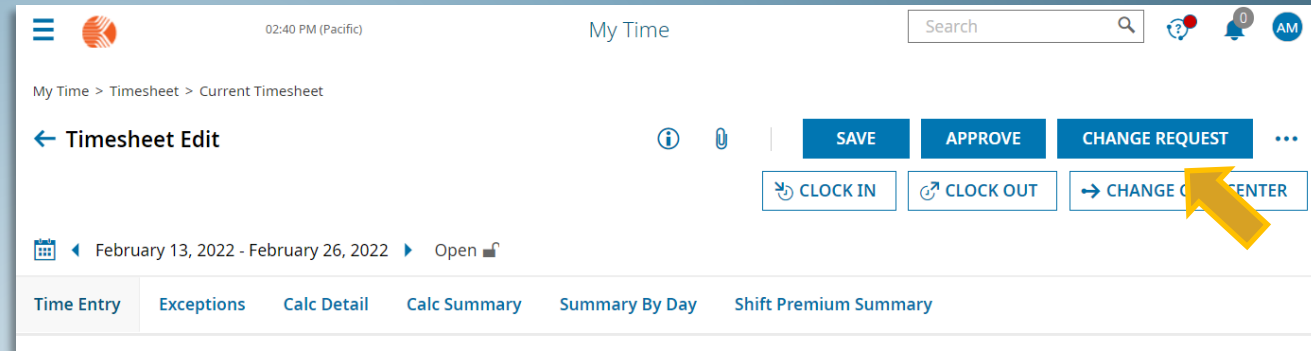 02:40 PM (Pacific) My Time Search 0 AM
My Time > Timesheet > Current Timesheet
Timesheet Edit SAVE APPROVE CHANGE REQUEST
CLOCK IN CLOCK OUT CHANGE
February 13, 2022 - February 26, 2022 Open
Time Entry Exceptions Calc Detail Calc Summary Summary By Day Shift Premium Summary